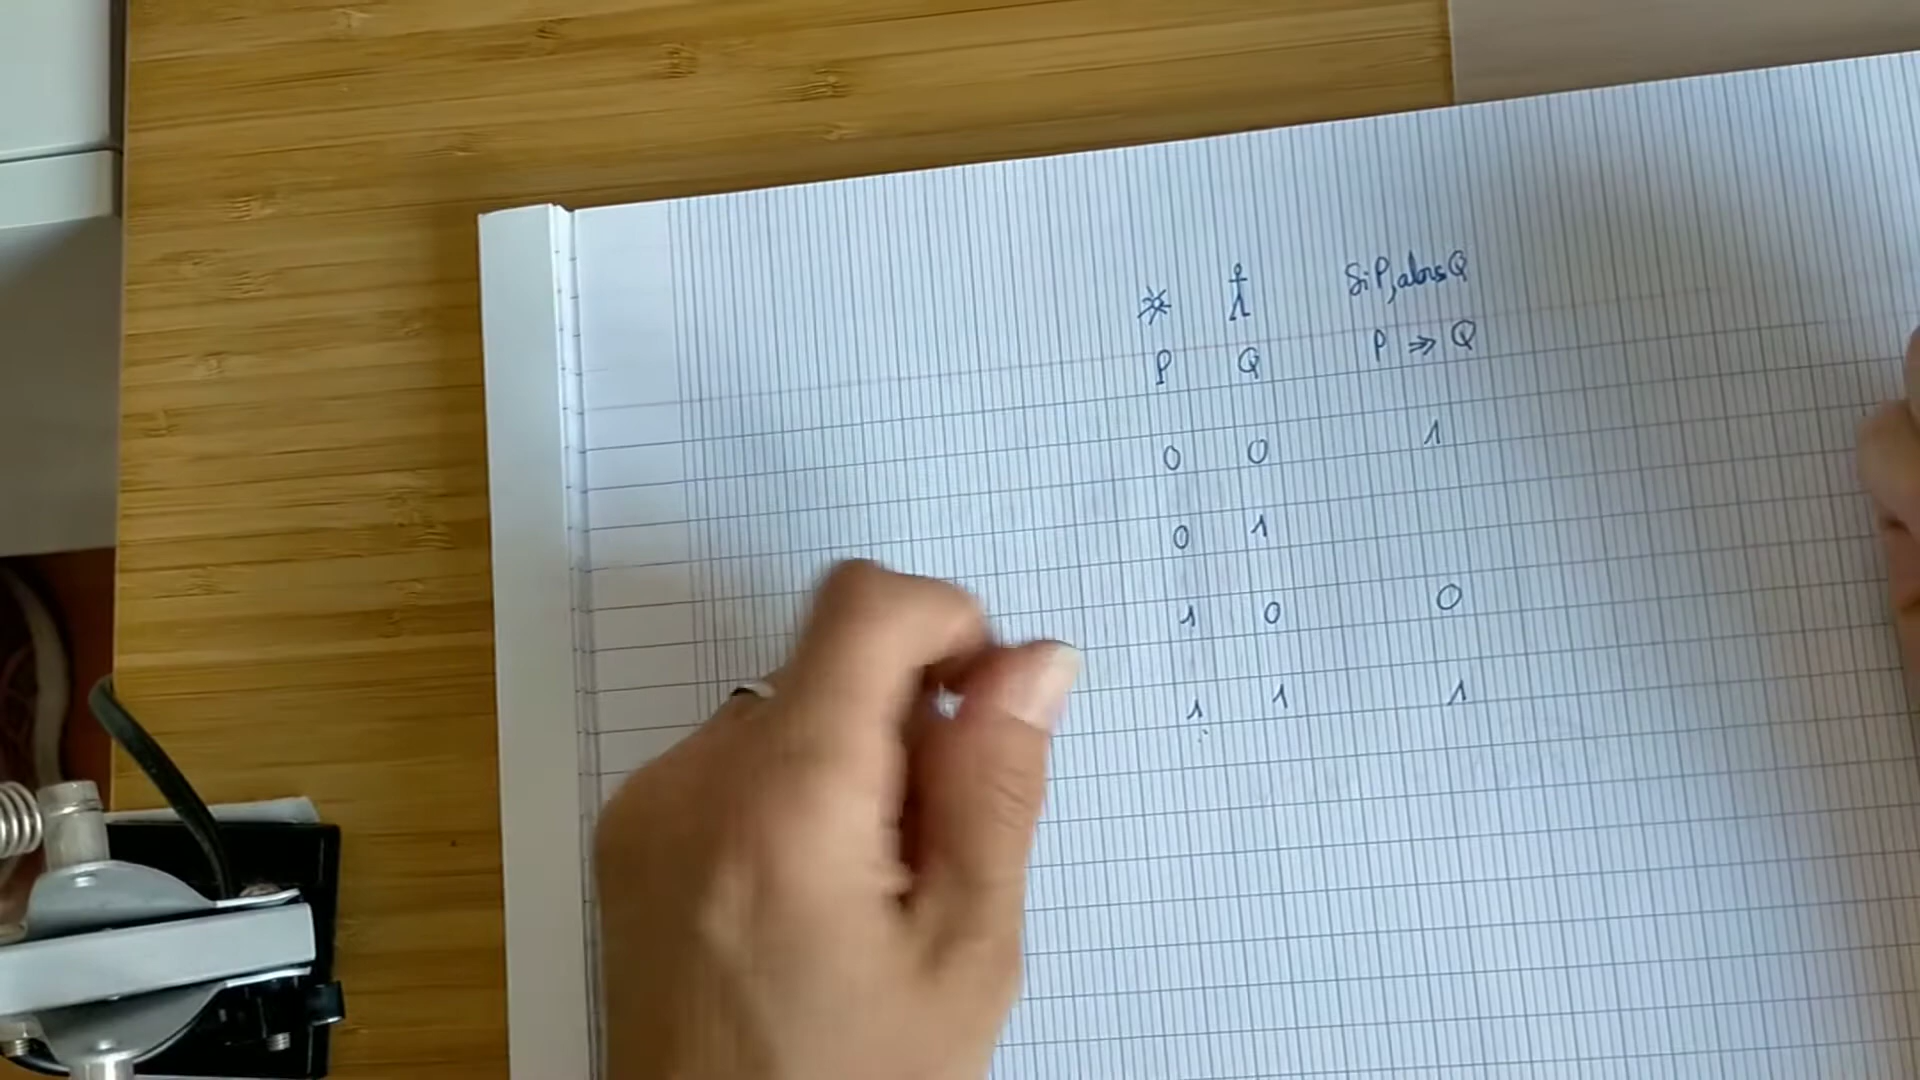 Si P, alors Q
P Q P ⇒ Q
0 0 1
0 1
1 0 0
1 1 1